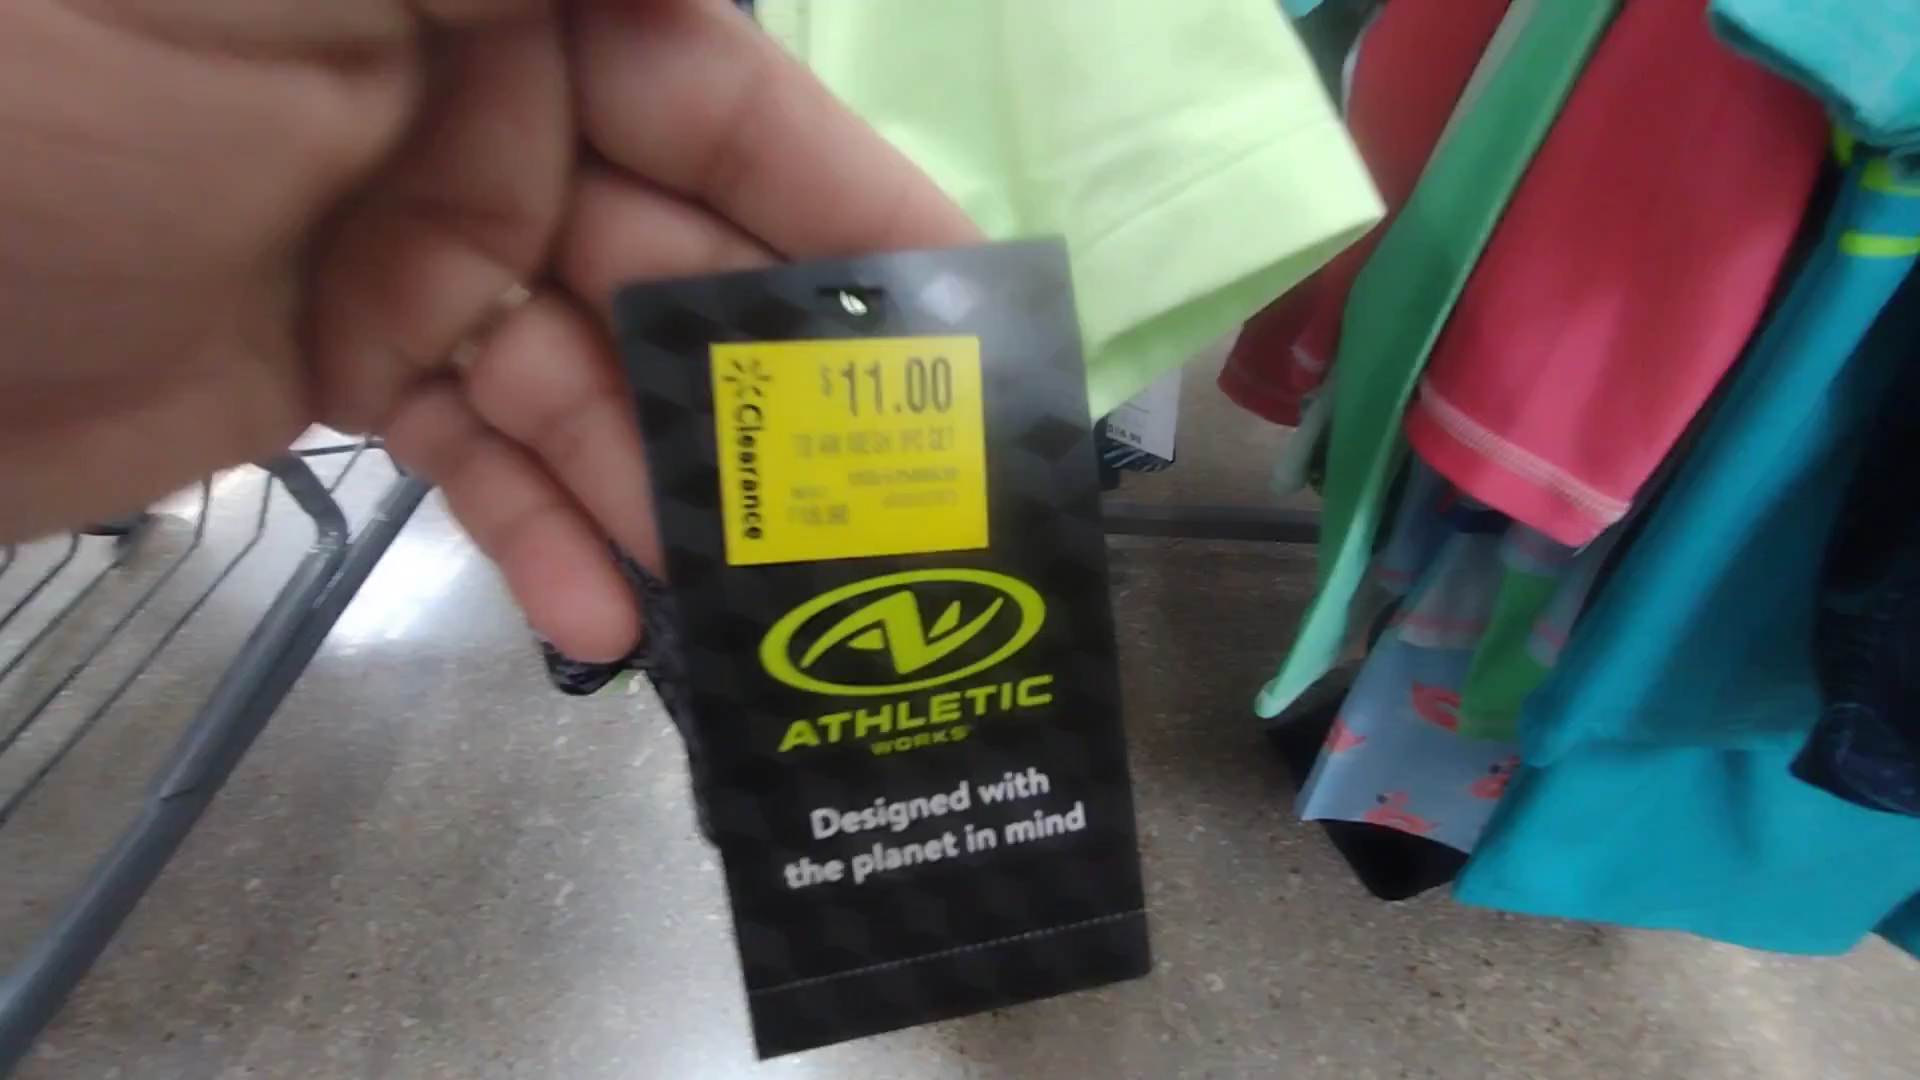 $11.00
Clearance
ATHLETIC
WORKS
Designed with
the planet in mind